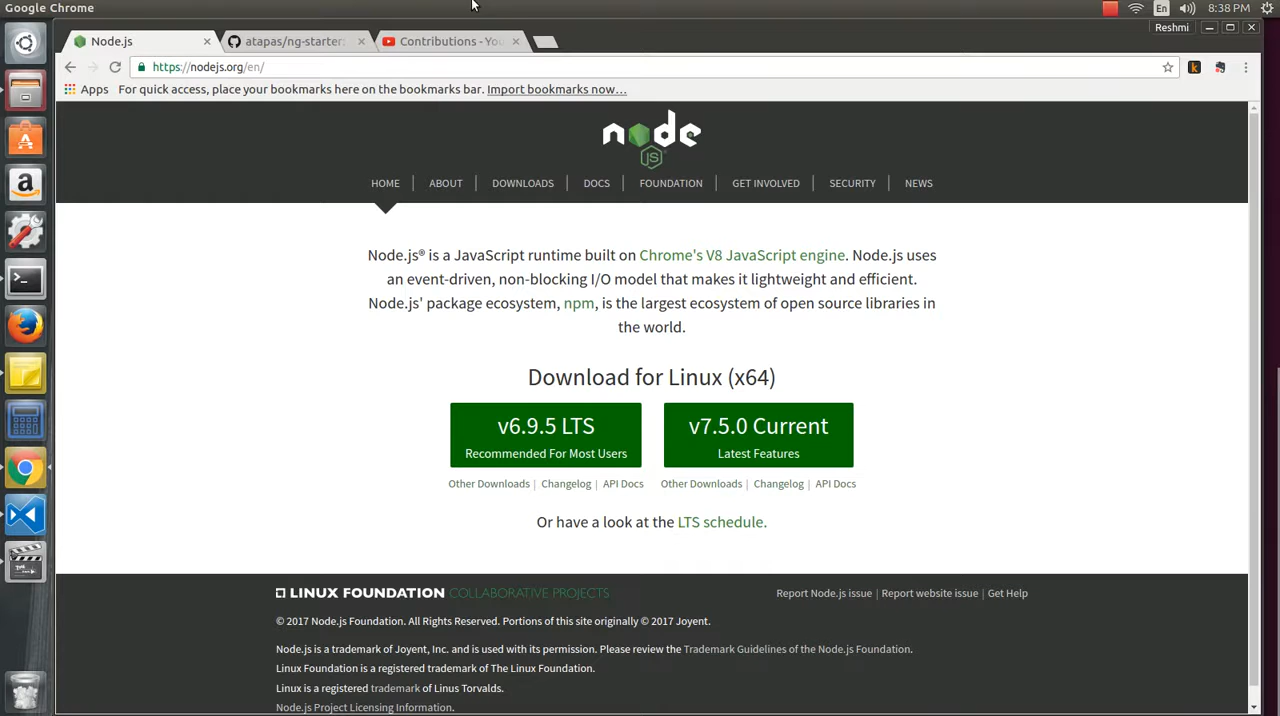 Google Chrome
En
8:38 PM
Reshmi
Node.js
atapas/ng-starter:
Contributions - You
https://nodejs.org/en/
Apps
For quick access, place your bookmarks here on the bookmarks bar. Import bookmarks now...
node
JS
HOME
ABOUT
DOWNLOADS
DOCS
FOUNDATION
GET INVOLVED
SECURITY
NEWS
Node.js® is a JavaScript runtime built on Chrome's V8 JavaScript engine. Node.js uses
an event-driven, non-blocking I/O model that makes it lightweight and efficient.
Node.js' package ecosystem, npm, is the largest ecosystem of open source libraries in
the world.
Download for Linux (x64)
v6.9.5 LTS
Recommended For Most Users
v7.5.0 Current
Latest Features
Other Downloads | Changelog | API Docs
Other Downloads | Changelog | API Docs
Or have a look at the LTS schedule.
LINUX FOUNDATION COLLABORATIVE PROJECTS
Report Node.js issue | Report website issue | Get Help
© 2017 Node.js Foundation. All Rights Reserved. Portions of this site originally © 2017 Joyent.
Node.js is a trademark of Joyent, Inc. and is used with its permission. Please review the Trademark Guidelines of the Node.js Foundation.
Linux Foundation is a registered trademark of The Linux Foundation.
Linux is a registered trademark of Linus Torvalds.
Node.js Project Licensing Information.